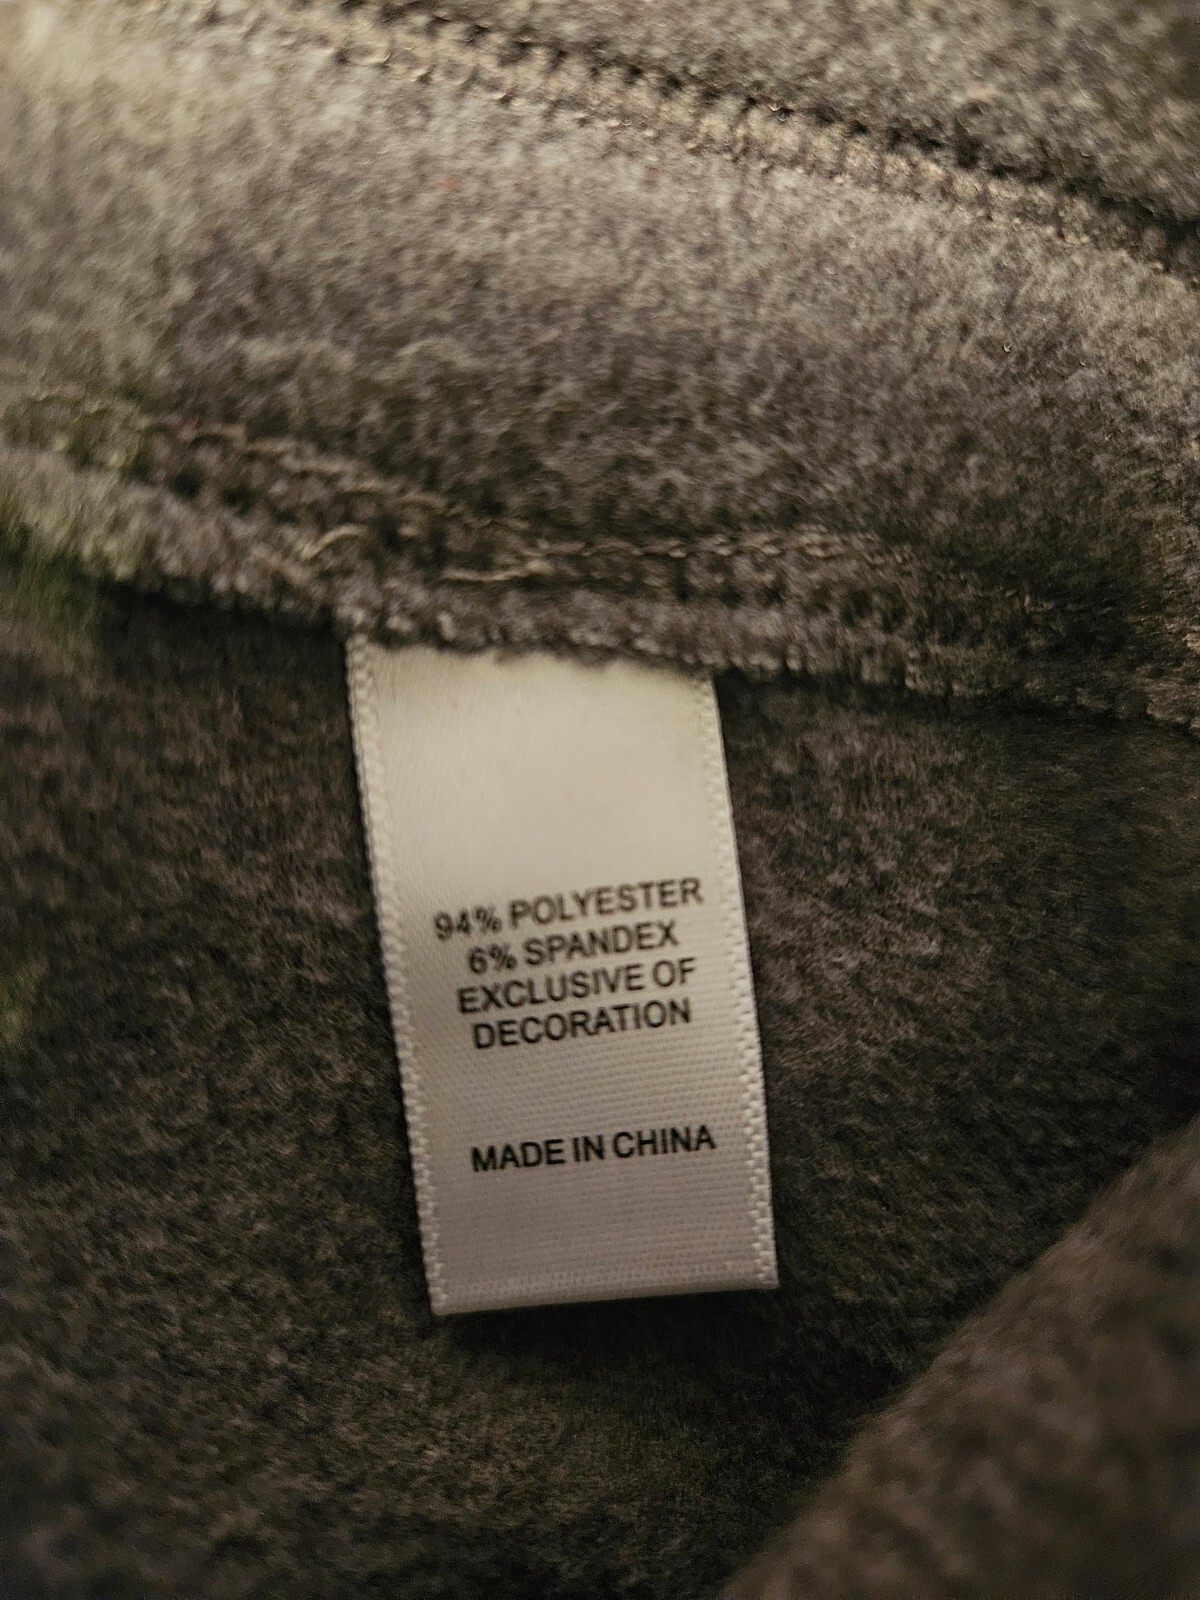 94% POLYESTER
6% SPANDEX
EXCLUSIVE OF
DECORATION
MADE IN CHINA